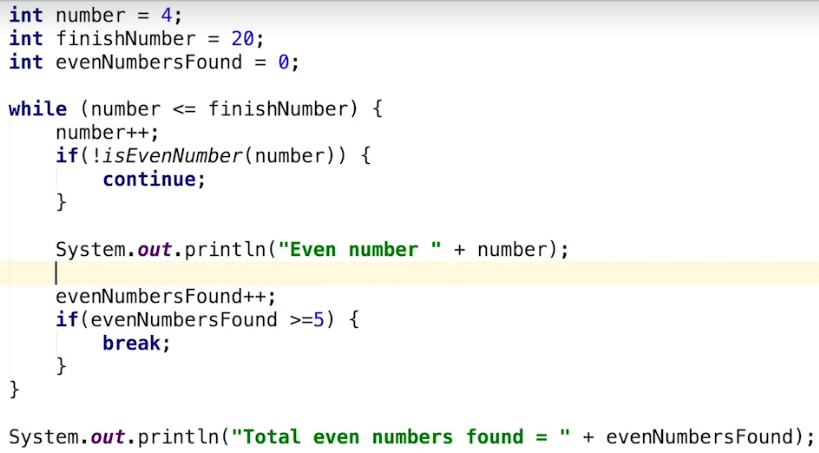 int number = 4;
int finishNumber = 20;
int evenNumbersFound = 0;

while (number <= finishNumber) {
    number++;
    if(!isEvenNumber(number)) {
        continue;
    }

    System.out.println("Even number " + number);

    evenNumbersFound++;
    if(evenNumbersFound >=5) {
        break;
    }
}

System.out.println("Total even numbers found = " + evenNumbersFound);